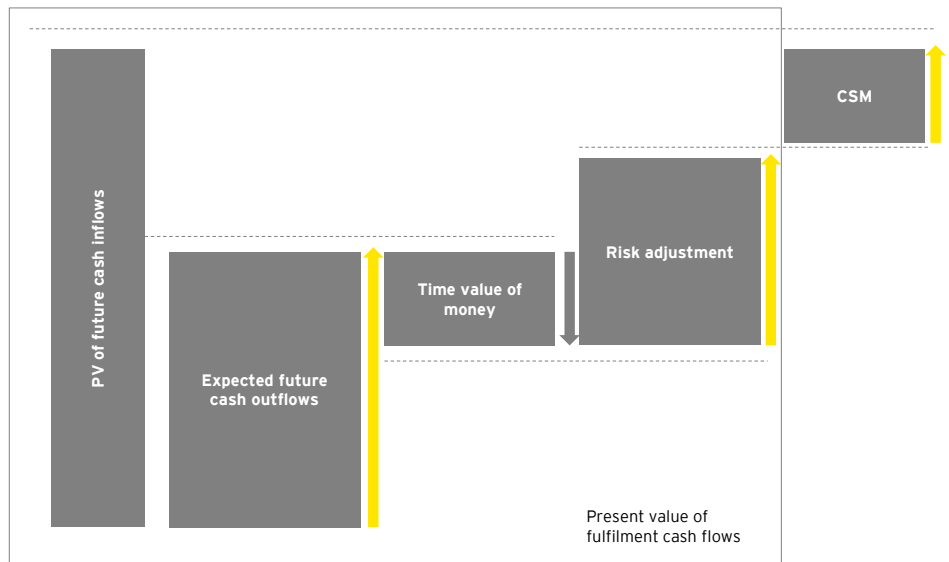 CSM
PV of future cash inflows
Risk adjustment
Time value of
money
Expected future
cash outflows
Present value of
fulfilment cash flows